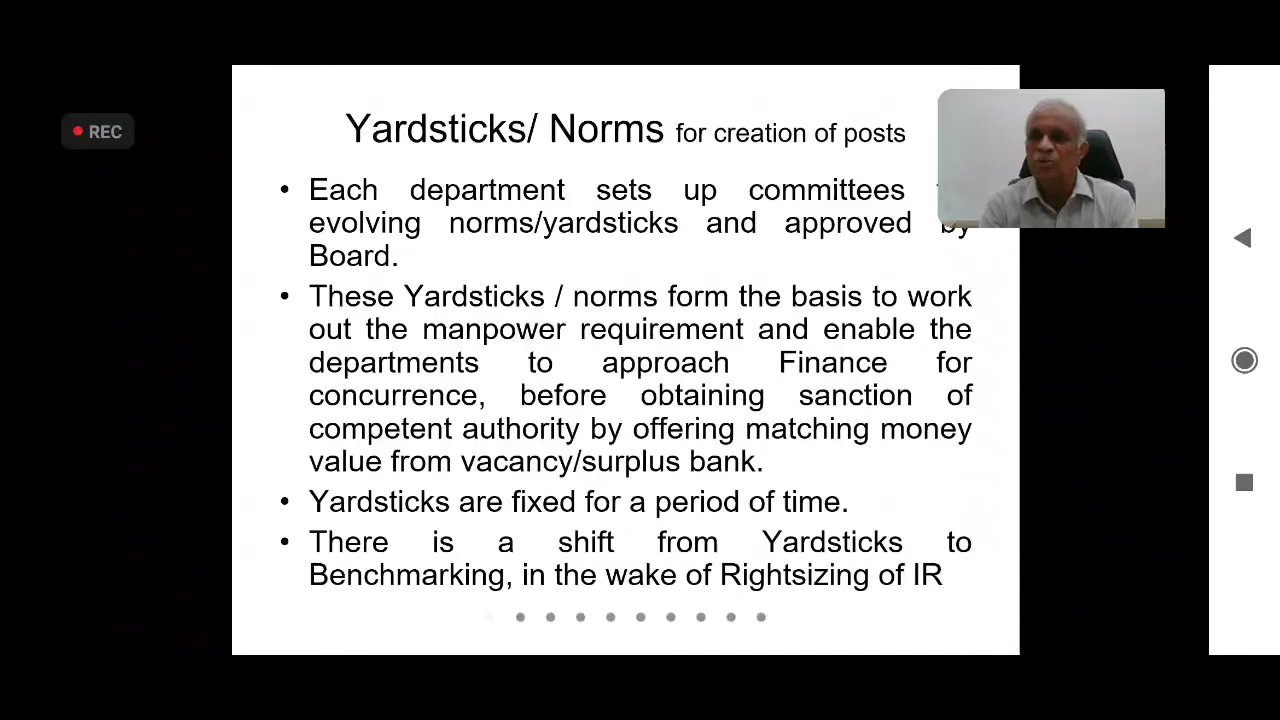 REC
Yardsticks/ Norms for creation of posts
• Each department sets up committees
evolving norms/yardsticks and approved by
Board.
• These Yardsticks / norms form the basis to work
out the manpower requirement and enable the
departments to approach Finance for
concurrence, before obtaining sanction of
competent authority by offering matching money
value from vacancy/surplus bank.
• Yardsticks are fixed for a period of time.
• There is a shift from Yardsticks to
Benchmarking, in the wake of Rightsizing of IR